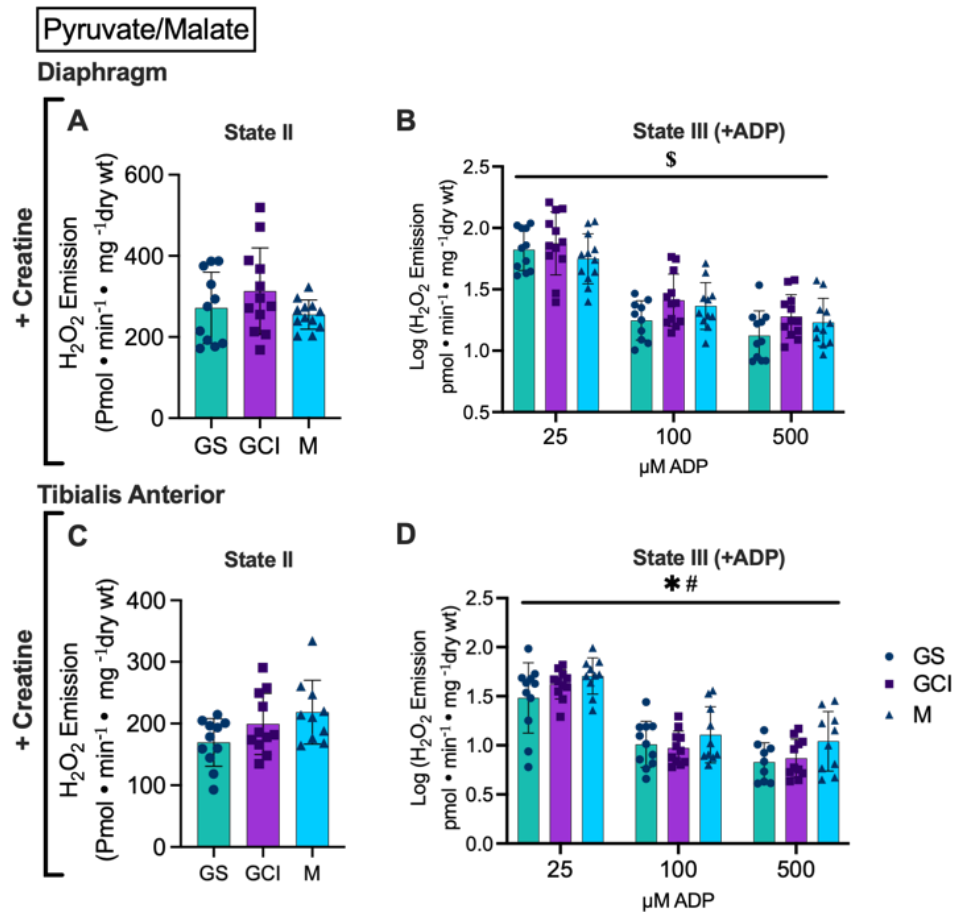 Pyruvate/Malate
Diaphragm
+ Creatine
A
State II
H₂O₂ Emission
(Pmol • min⁻¹ • mg ⁻¹dry wt)
600
400
200
0
GS GCI M
B
State III (+ADP)
$
Log (H₂O₂ Emission
pmol • min⁻¹ • mg ⁻¹dry wt)
2.5
2.0
1.5
1.0
0.5
25 100 500
µM ADP
Tibialis Anterior
+ Creatine
C
State II
H₂O₂ Emission
(Pmol • min⁻¹ • mg ⁻¹dry wt)
400
300
200
100
0
GS GCI M
D
State III (+ADP)
* #
Log (H₂O₂ Emission
pmol • min⁻¹ • mg ⁻¹dry wt)
2.5
2.0
1.5
1.0
0.5
0.0
25 100 500
µM ADP
GS
GCI
M